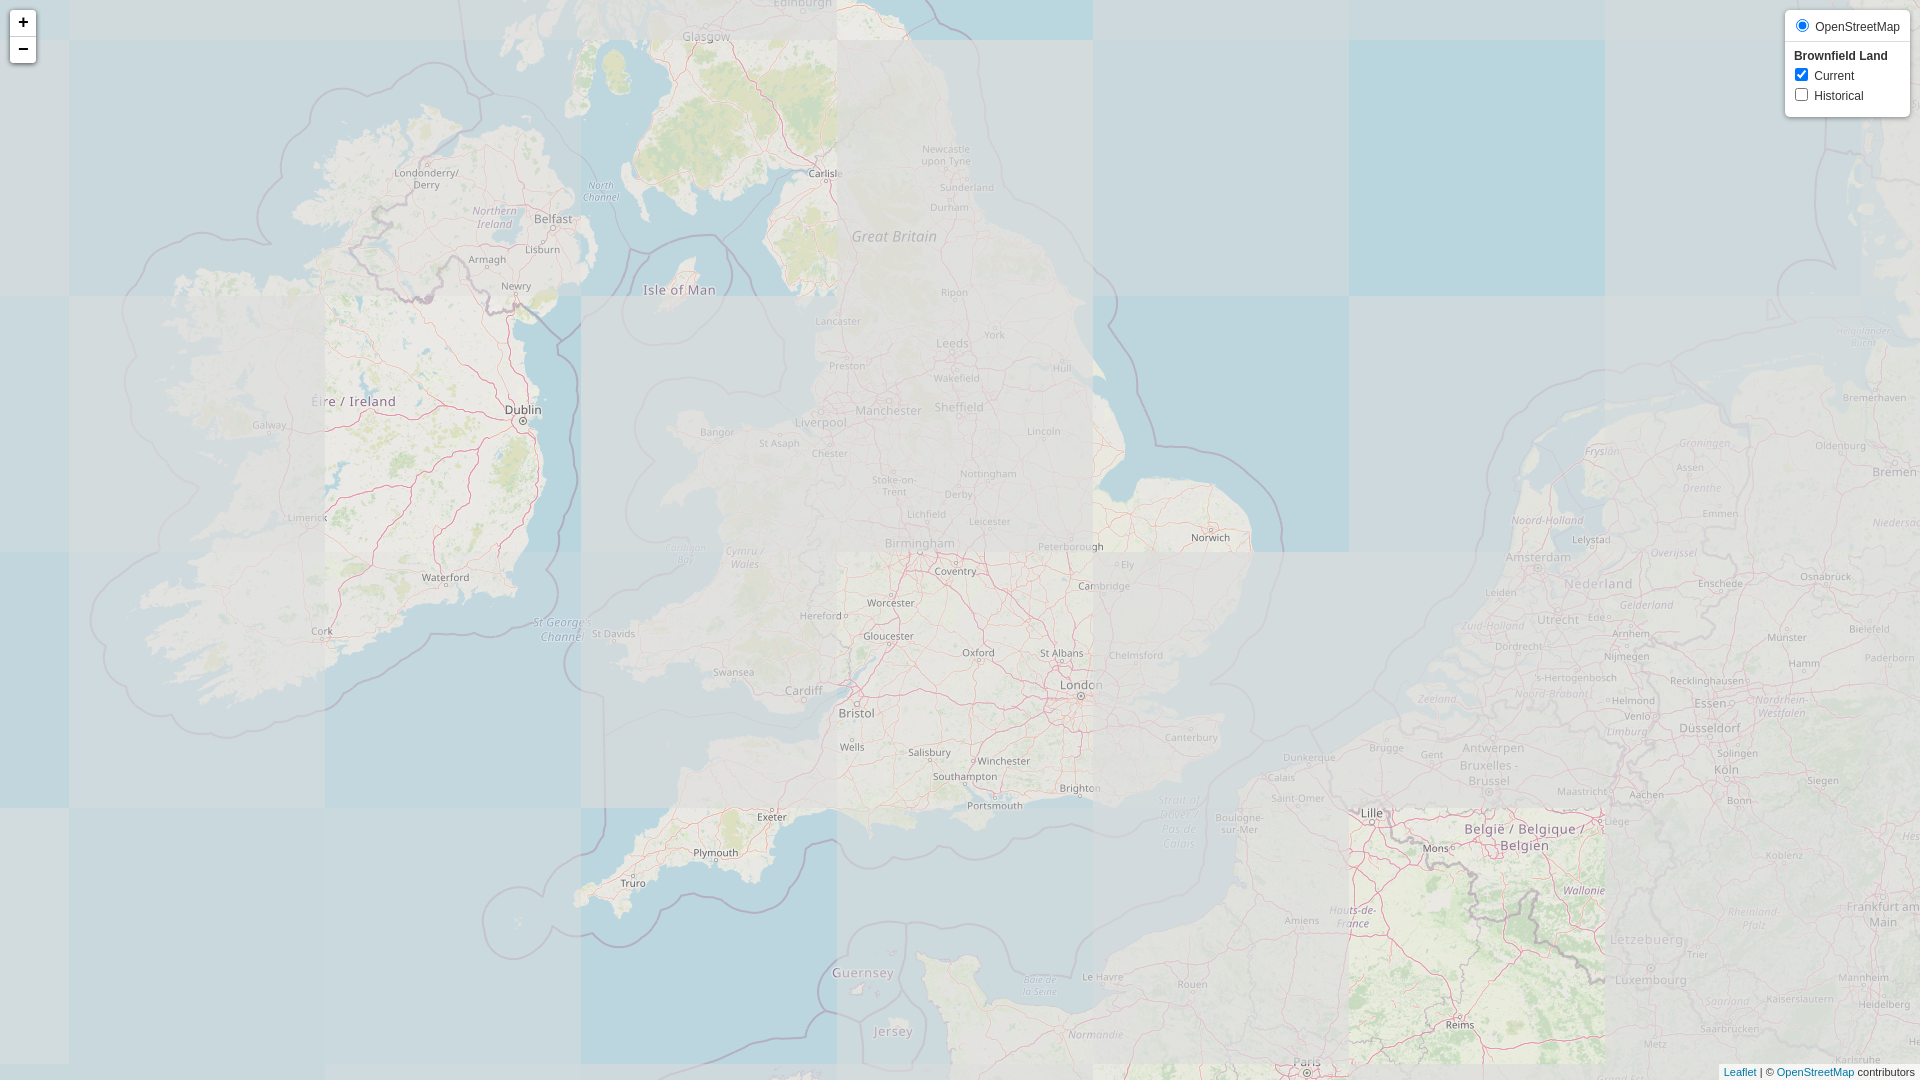 +
−
OpenStreetMap
Brownfield Land
Current
Historical
Edinburgh
Glasgow
Londonderry/
Derry
North
Channel
Carlisle
Newcastle
upon Tyne
Sunderland
Durham
Northern
Ireland
Belfast
Lisburn
Armagh
Newry
Great Britain
Isle of Man
Ripon
Lancaster
York
Leeds
Preston
Hull
Wakefield
Helgoländer
Bucht
Bremerhaven
Éire / Ireland
Dublin
Galway
Manchester
Sheffield
Liverpool
Bangor
St Asaph
Chester
Lincoln
Groningen
Oldenburg
Fryslân
Assen
Bremen
Drenthe
Stoke-on-
Trent
Nottingham
Derby
Lichfield
Leicester
Emmen
Limerick
Noord-Holland
Birmingham
Peterborough
Norwich
Lelystad
Cardigan
Bay
Cymru /
Wales
Amsterdam
Overijssel
Coventry
Ely
Cambridge
Waterford
Nederland
Enschede
Osnabrück
Leiden
Worcester
Hereford
Gelderland
Utrecht
Ede
Zuid-Holland
Arnhem
Bielefeld
Münster
St George's
Channel
St Davids
Cork
Gloucester
Oxford
St Albans
Chelmsford
Dordrecht
Nijmegen
Hamm
Paderborn
Swansea
Cardiff
London
's-Hertogenbosch
Recklinghausen
Noord-Brabant
Zeeland
Helmond
Essen
Nordrhein-
Westfalen
Bristol
Venlo
Canterbury
Düsseldorf
Limburg
Wells
Salisbury
Winchester
Dunkerque
Brugge
Gent
Antwerpen
Solingen
Bruxelles -
Brussel
Köln
Southampton
Calais
Siegen
Brighton
Maastricht
Aachen
Bonn
Saint-Omer
Portsmouth
Strait of
Dover /
Pas de
Calais
Exeter
Boulogne-
sur-Mer
Lille
Liège
België / Belgique /
Belgien
Mons
Koblenz
Plymouth
Truro
Wallonie
Hauts-de-
France
Amiens
Rheinland
Pfalz
Frankfurt am
Main
Lëtzebuerg
Trier
Guernsey
Le Havre
Baie de
la Seine
Rouen
Luxembourg
Mannheim
Saarland
Kaiserslautern
Heidelberg
Jersey
Normandie
Reims
Saarbrücken
Metz
Paris
Karlsruhe
Leaflet | © OpenStreetMap contributors